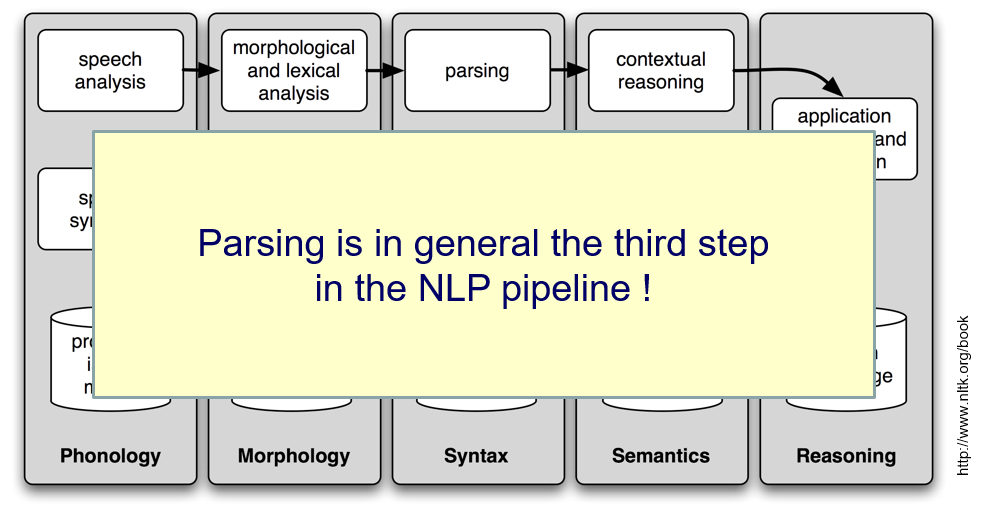 speech
analysis
morphological
and lexical
analysis
parsing
contextual
reasoning
application
and
Parsing is in general the third step
in the NLP pipeline !
Phonology
Morphology
Syntax
Semantics
Reasoning
http://www.nltk.org/book